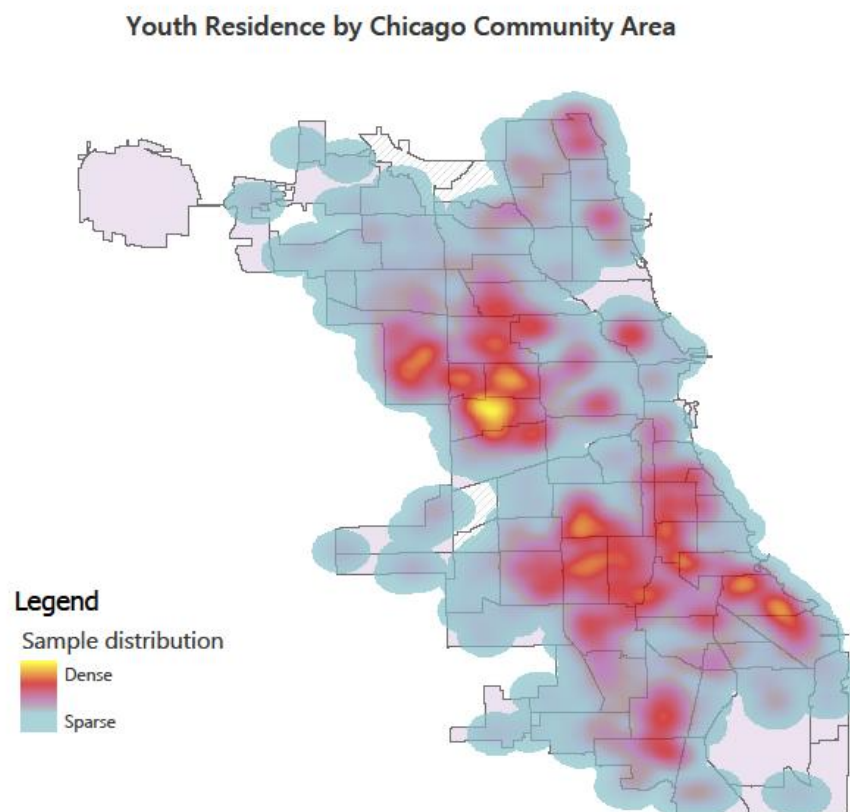 Youth Residence by Chicago Community Area
Legend
Sample distribution
Dense
Sparse